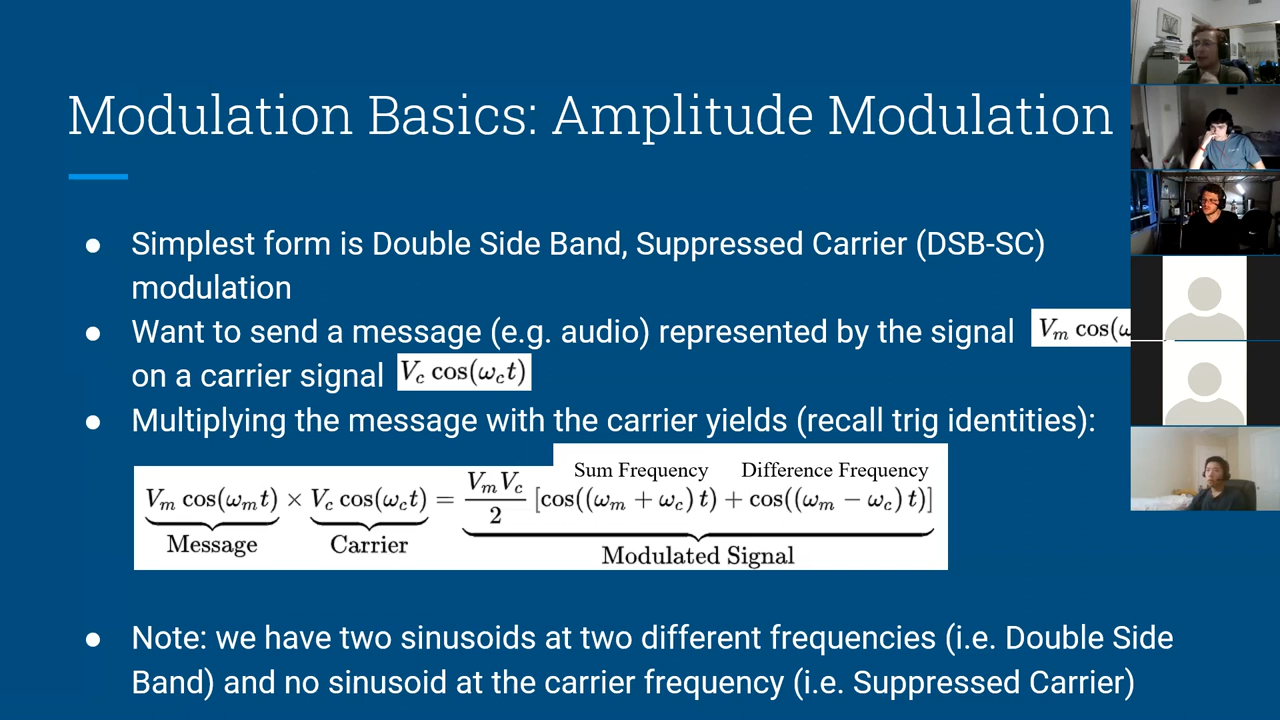 Modulation Basics: Amplitude Modulation
● Simplest form is Double Side Band, Suppressed Carrier (DSB-SC)
modulation
● Want to send a message (e.g. audio) represented by the signal V_m cos(ω
on a carrier signal V_c cos(ω_c t)
● Multiplying the message with the carrier yields (recall trig identities):
Sum Frequency Difference Frequency
V_m cos(ω_m t) × V_c cos(ω_c t) = V_m V_c / 2 [cos((ω_m + ω_c) t) + cos((ω_m − ω_c) t)]
Message Carrier
Modulated Signal
● Note: we have two sinusoids at two different frequencies (i.e. Double Side
Band) and no sinusoid at the carrier frequency (i.e. Suppressed Carrier)